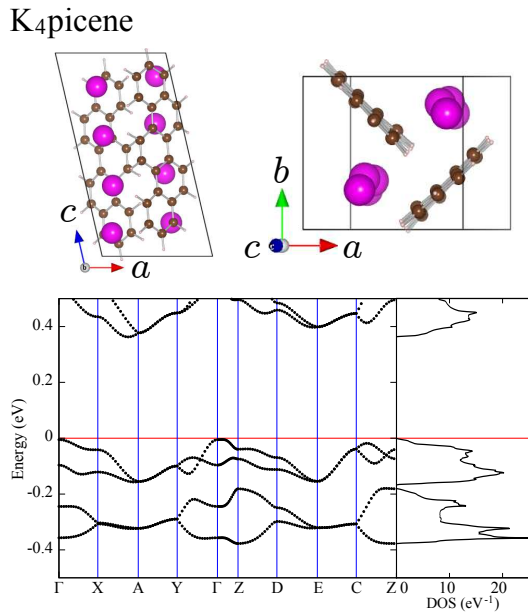 K₄picene
c
b
a
b
c
a
0.4
0.2
0
-0.2
-0.4
Energy (eV)
Γ X A Y Γ Z D E C Z 0 10 20
DOS (eV⁻¹)